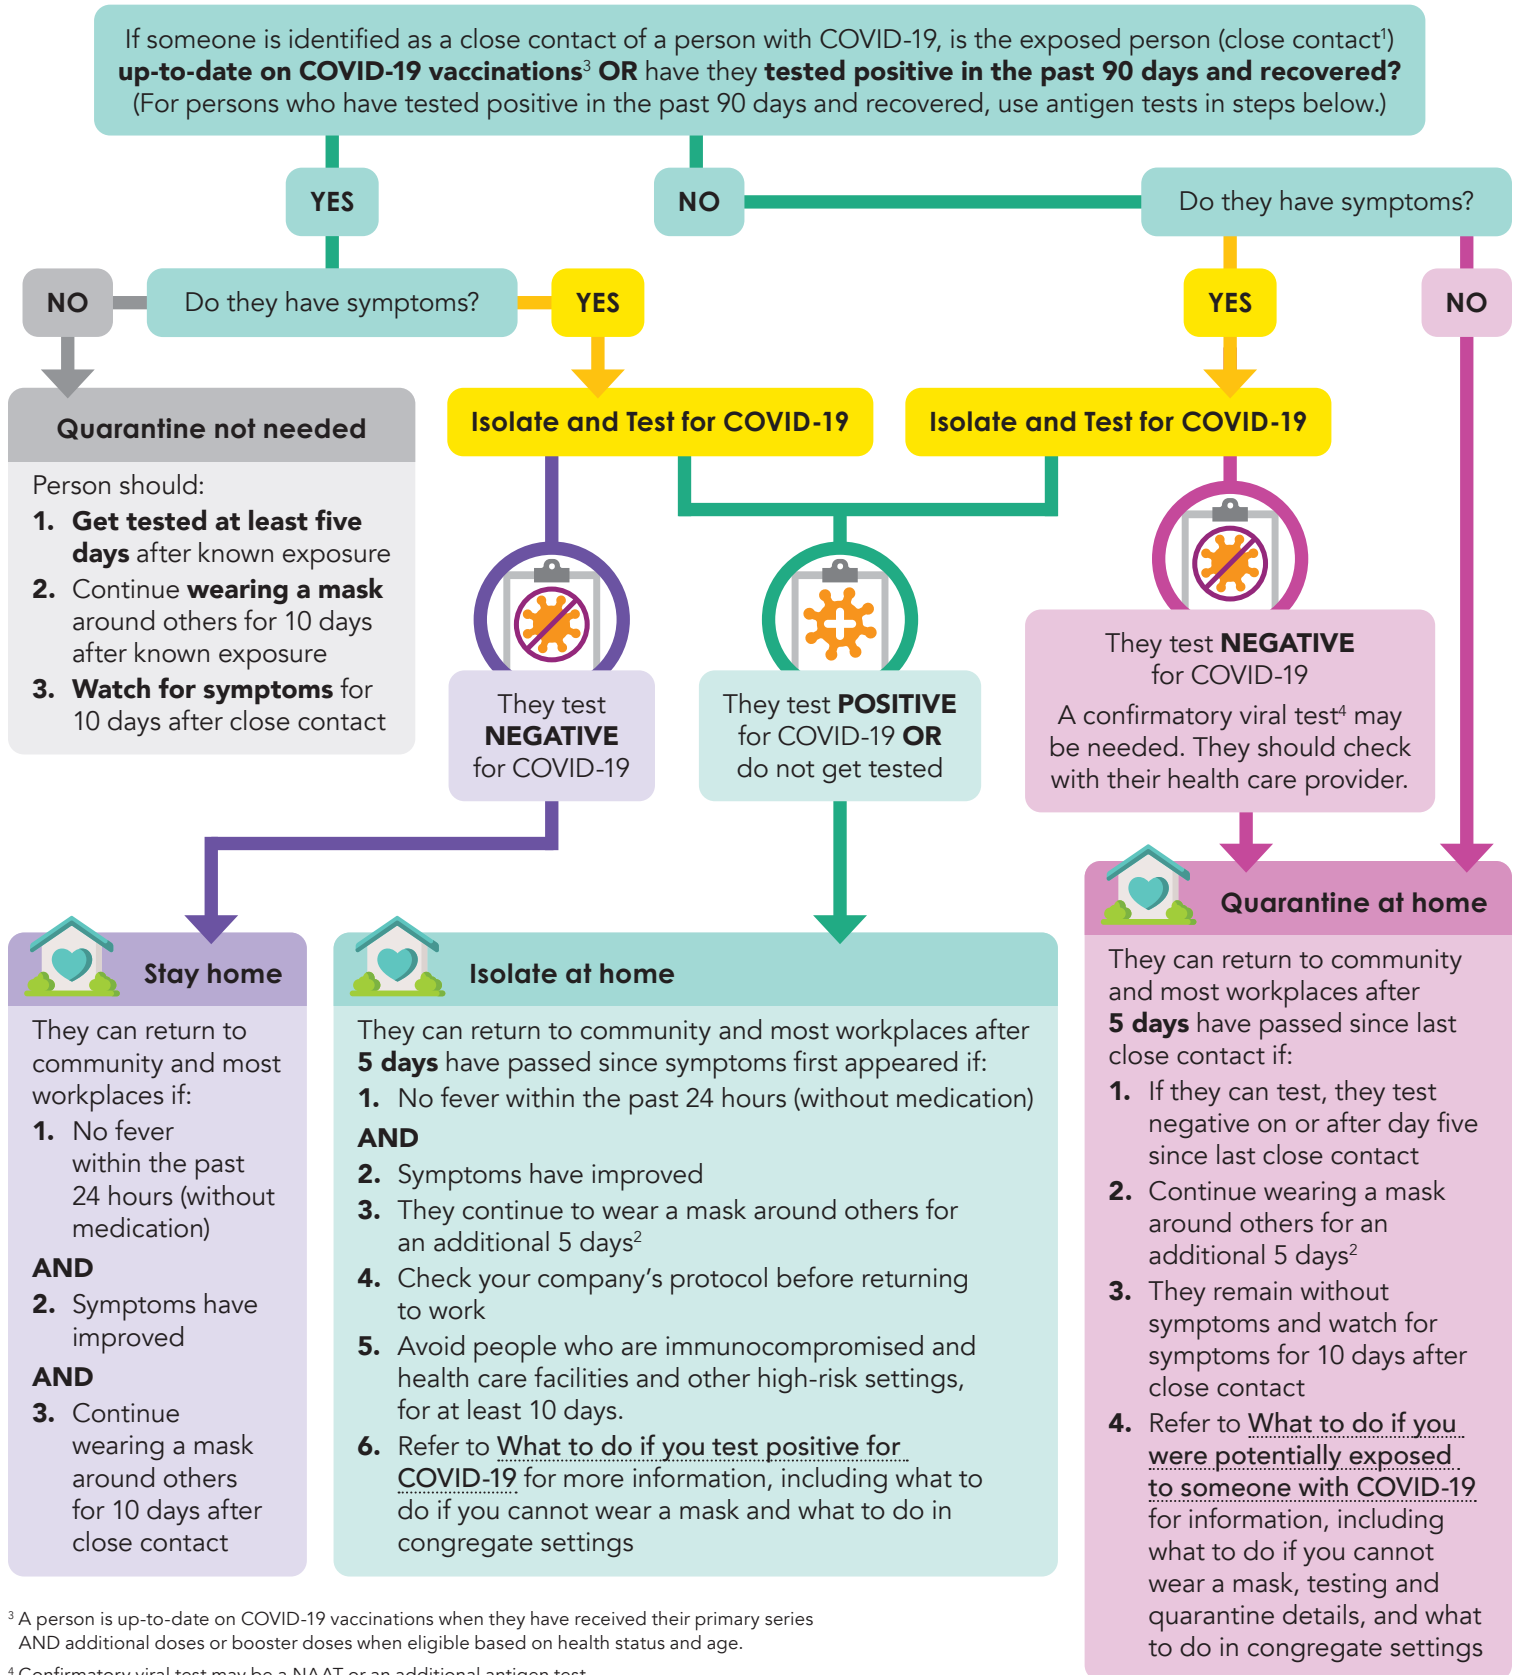 If someone is identified as a close contact of a person with COVID-19, is the exposed person (close contact¹)
up-to-date on COVID-19 vaccinations³ OR have they tested positive in the past 90 days and recovered?
(For persons who have tested positive in the past 90 days and recovered, use antigen tests in steps below.)
YES
NO
Do they have symptoms?
NO
Do they have symptoms?
YES
YES
NO
Quarantine not needed
Person should:
1. Get tested at least five
days after known exposure
2. Continue wearing a mask
around others for 10 days
after known exposure
3. Watch for symptoms for
10 days after close contact
Isolate and Test for COVID-19
Isolate and Test for COVID-19
They test
NEGATIVE
for COVID-19
They test POSITIVE
for COVID-19 OR
do not get tested
They test NEGATIVE
for COVID-19
A confirmatory viral test⁴ may
be needed. They should check
with their health care provider.
Stay home
They can return to
community and most
workplaces if:
1. No fever
within the past
24 hours (without
medication)
AND
2. Symptoms have
improved
AND
3. Continue
wearing a mask
around others
for 10 days after
close contact
Isolate at home
They can return to community and most workplaces after
5 days have passed since symptoms first appeared if:
1. No fever within the past 24 hours (without medication)
AND
2. Symptoms have improved
3. They continue to wear a mask around others for
an additional 5 days²
4. Check your company's protocol before returning
to work
5. Avoid people who are immunocompromised and
health care facilities and other high-risk settings,
for at least 10 days.
6. Refer to What to do if you test positive for
COVID-19 for more information, including what to
do if you cannot wear a mask and what to do in
congregate settings
Quarantine at home
They can return to community
and most workplaces after
5 days have passed since last
close contact if:
1. If they can test, they test
negative on or after day five
since last close contact
2. Continue wearing a mask
around others for an
additional 5 days²
3. They remain without
symptoms and watch for
symptoms for 10 days after
close contact
4. Refer to What to do if you
were potentially exposed
to someone with COVID-19
for information, including
what to do if you cannot
wear a mask, testing and
quarantine details, and what
to do in congregate settings
³ A person is up-to-date on COVID-19 vaccinations when they have received their primary series
AND additional doses or booster doses when eligible based on health status and age.
⁴ Confirmatory viral test may be a NAAT or an additional antigen test